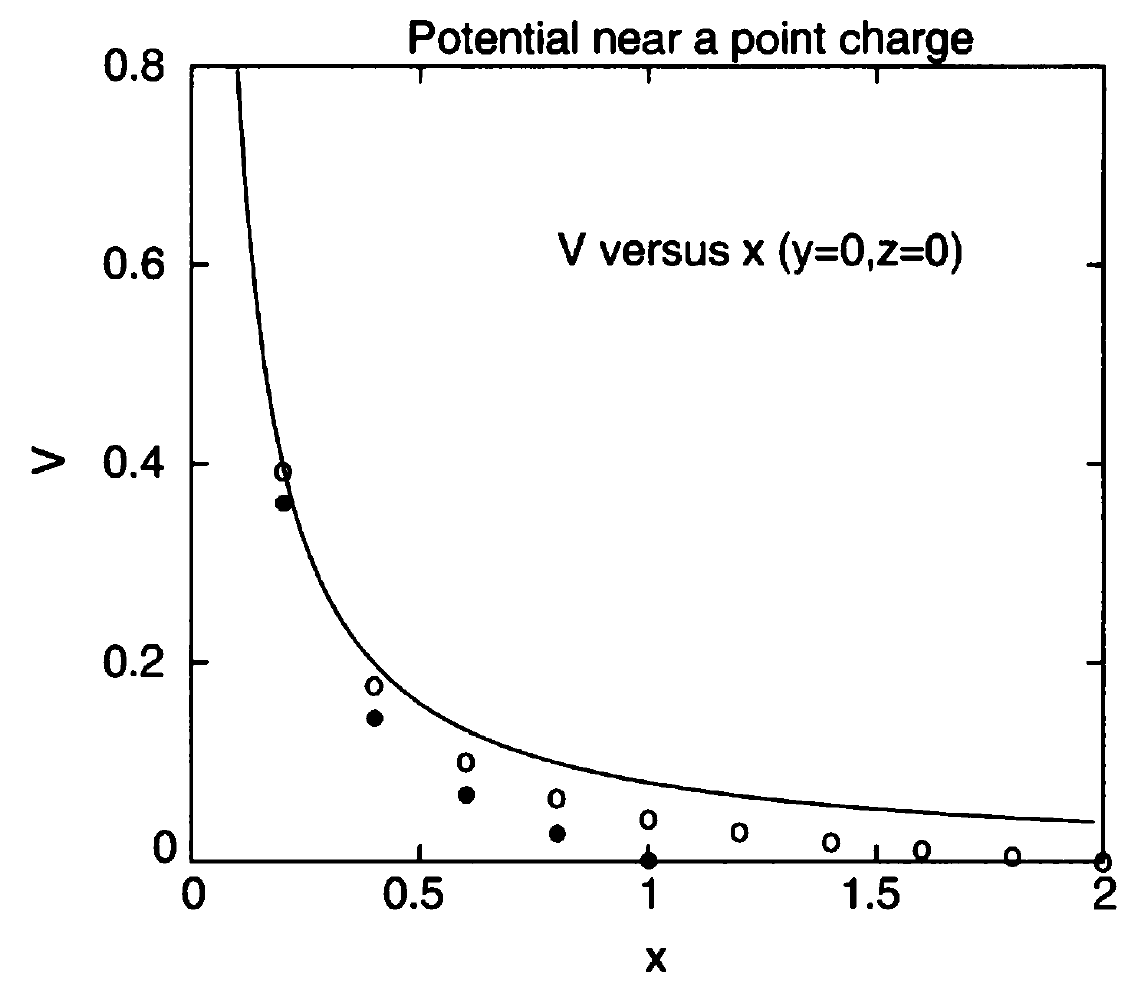 Potential near a point charge
0.8
V versus x (y=0,z=0)
0.6
V
0.4
0.2
0
0
0.5
1
1.5
2
x